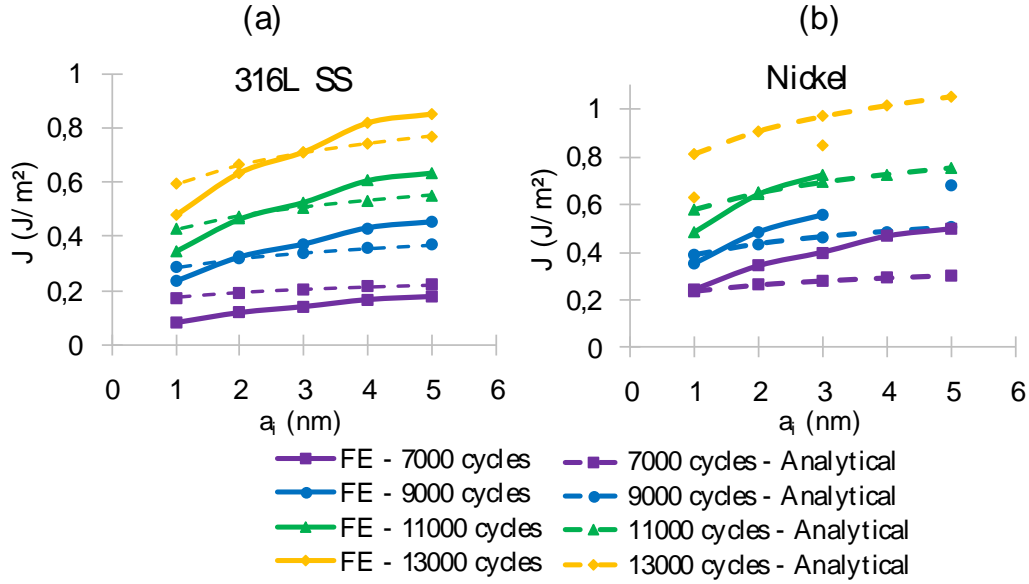 (a)
(b)
316L SS
Nickel
J (J/m²)
1
0,8
0,6
0,4
0,2
0
0 1 2 3 4 5 6
aᵢ (nm)
J (J/m²)
1
0,8
0,6
0,4
0,2
0
0 1 2 3 4 5 6
aᵢ (nm)
FE - 7000 cycles
FE - 9000 cycles
FE - 11000 cycles
FE - 13000 cycles
7000 cycles - Analytical
9000 cycles - Analytical
11000 cycles - Analytical
13000 cycles - Analytical